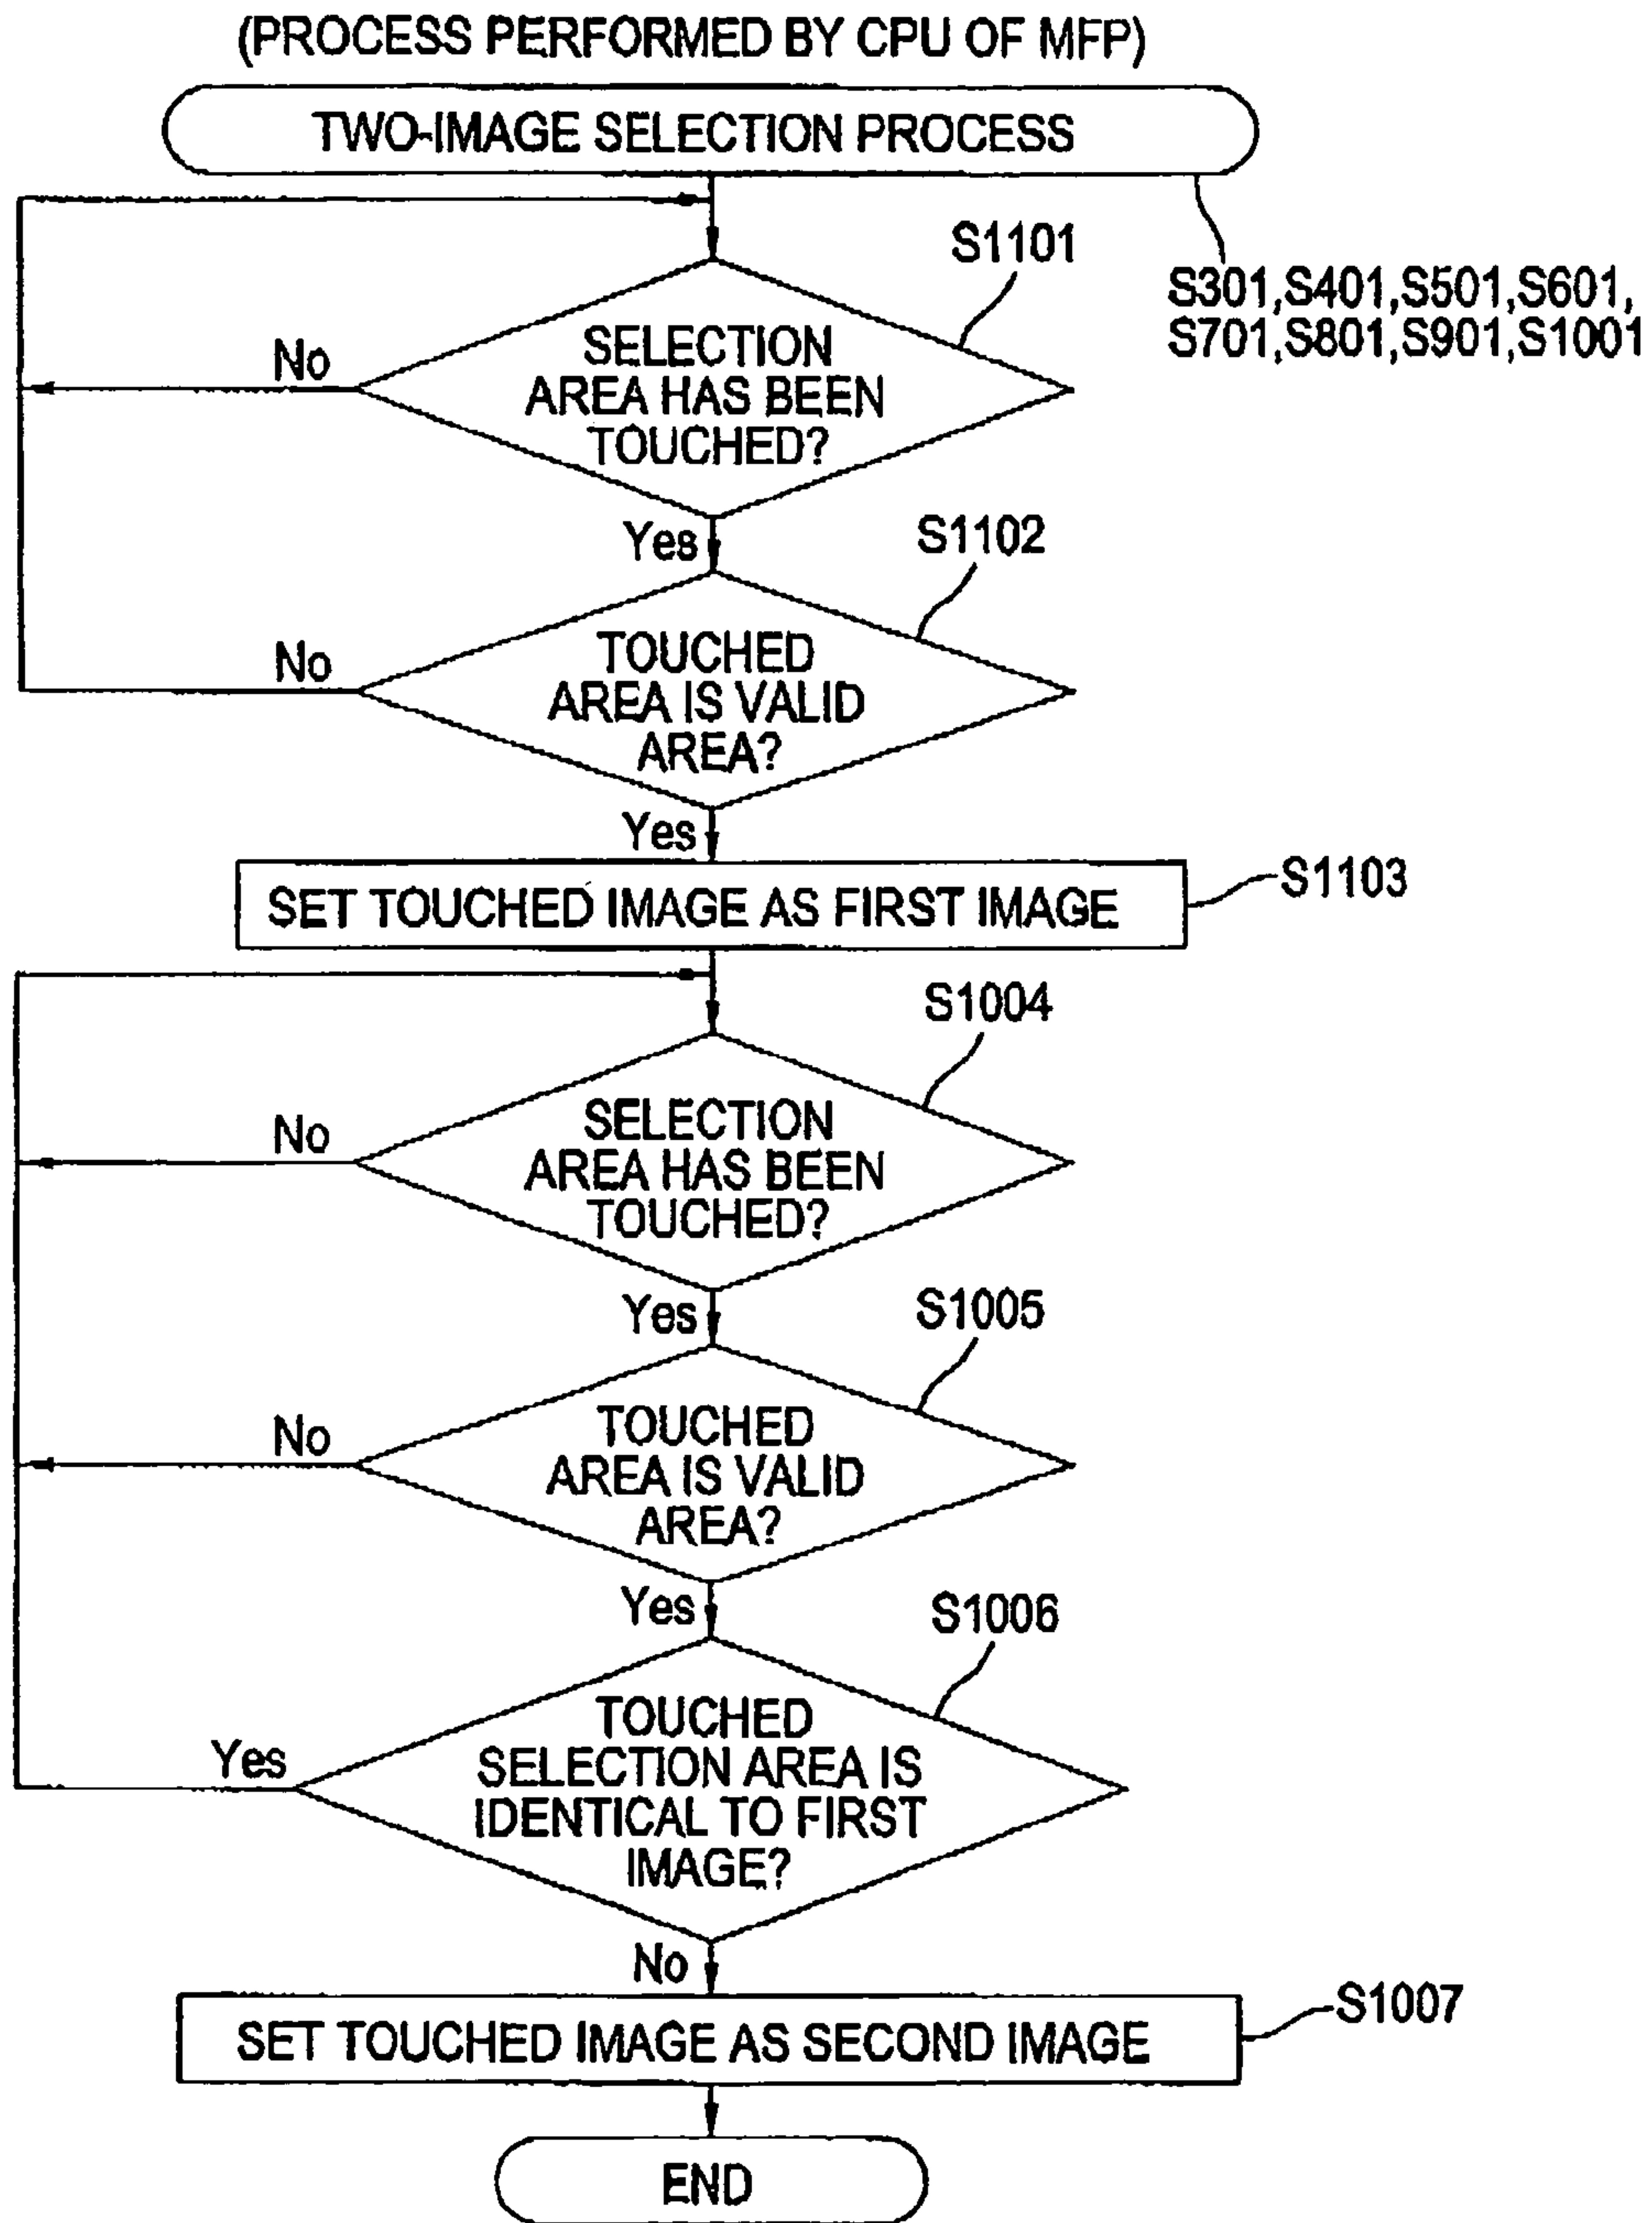 (PROCESS PERFORMED BY CPU OF MFP)
TWO-IMAGE SELECTION PROCESS
S301,S401,S501,S601,
S701,S801,S901,S1001
S1101
SELECTION
AREA HAS BEEN
TOUCHED?
No
Yes
S1102
TOUCHED
AREA IS VALID
AREA?
No
Yes
SET TOUCHED IMAGE AS FIRST IMAGE
S1103
S1004
SELECTION
AREA HAS BEEN
TOUCHED?
No
Yes
S1005
TOUCHED
AREA IS VALID
AREA?
No
Yes
S1006
TOUCHED
SELECTION AREA IS
IDENTICAL TO FIRST
IMAGE?
Yes
No
SET TOUCHED IMAGE AS SECOND IMAGE
S1007
END